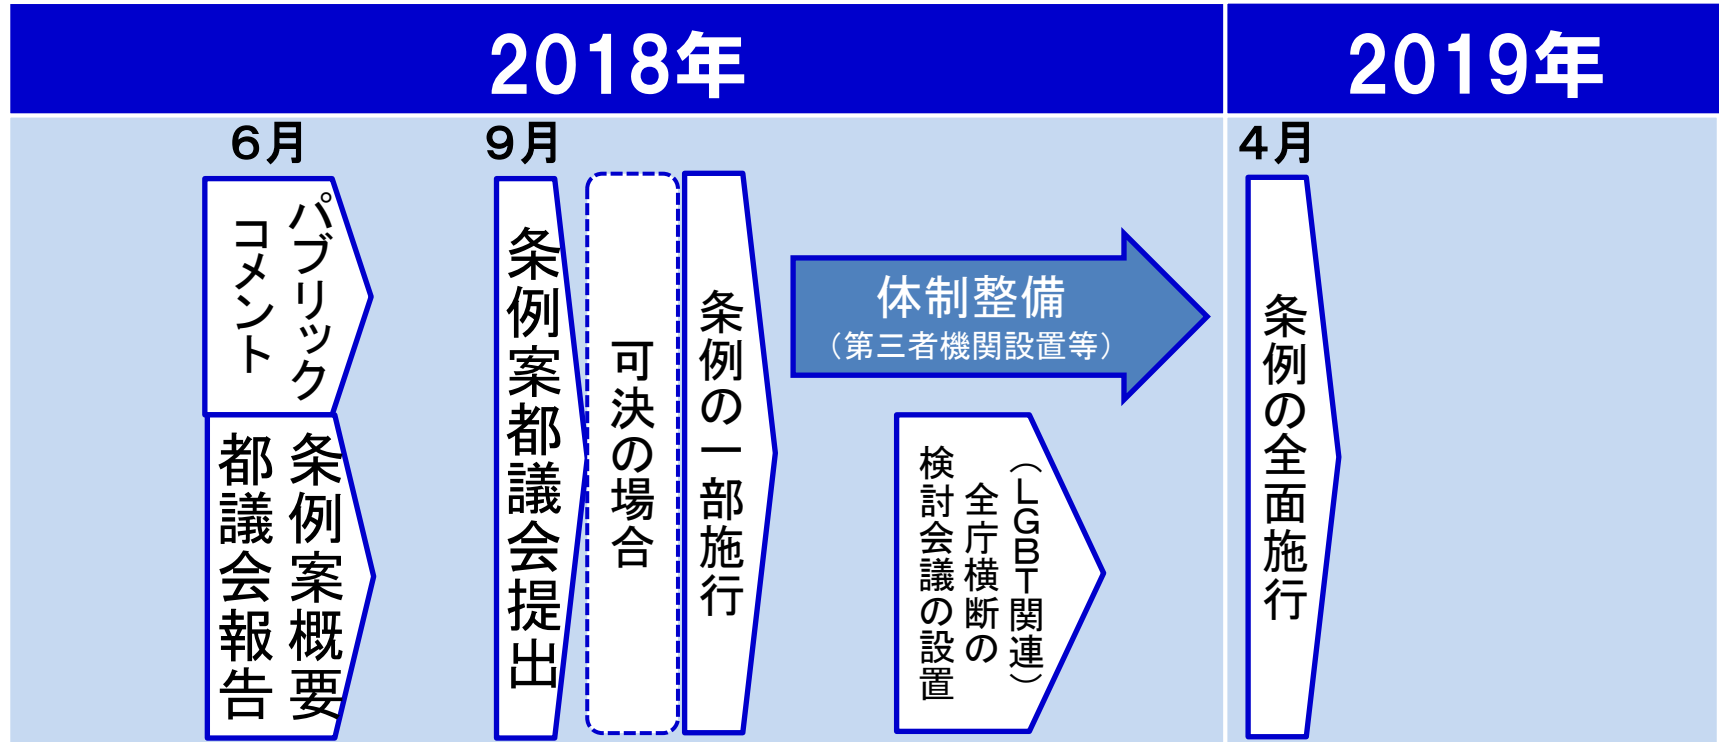 2018年
2019年
6月
9月
4月
パブリック
コメント
条例案概要
都議会報告
条例案都議会提出
可決の場合
条例の一部施行
体制整備
（第三者機関設置等）
（LGBT関連）
全庁横断の
検討会議の設置
条例の全面施行